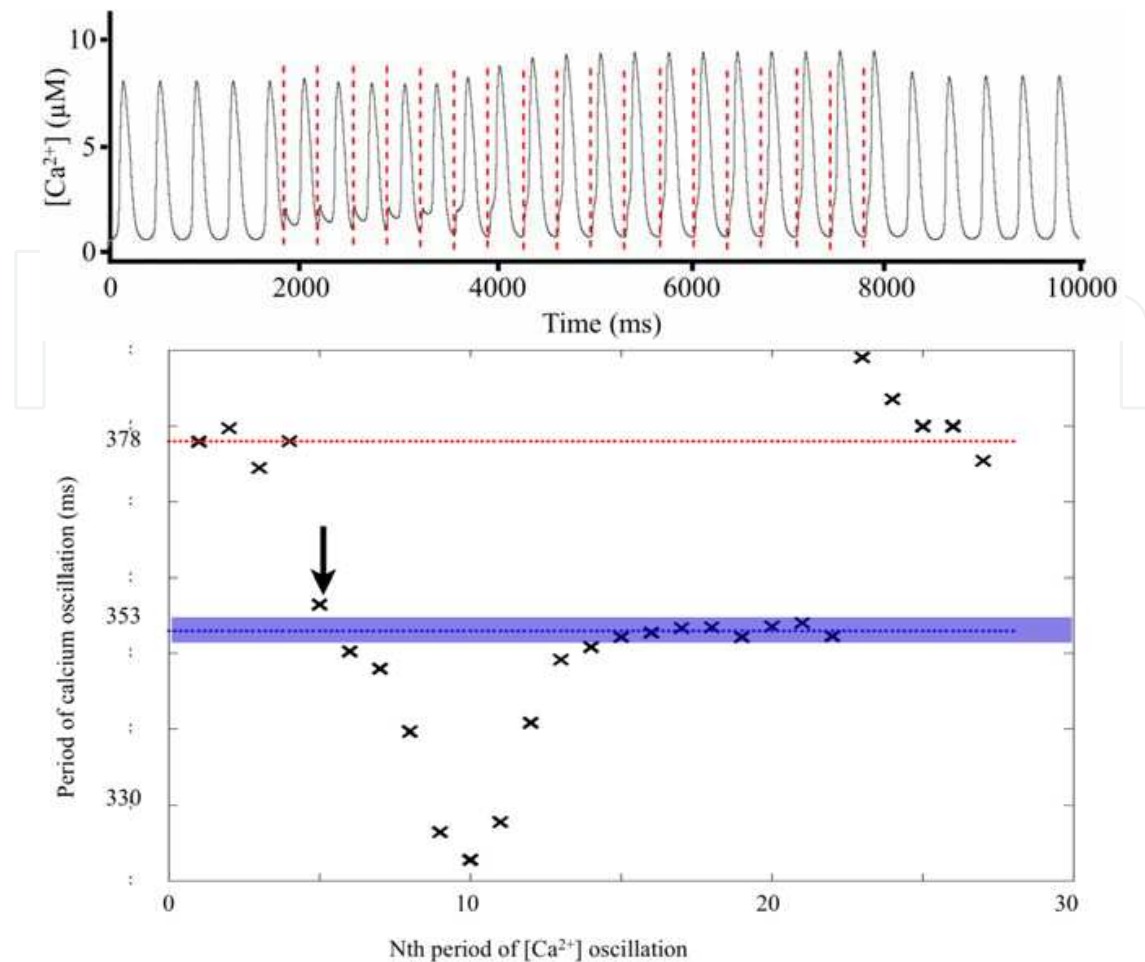 10
5
0
[Ca²⁺] (μM)
0 2000 4000 6000 8000 10000
Time (ms)
378
353
330
Period of calcium oscillation (ms)
0 10 20 30
Nth period of [Ca²⁺] oscillation